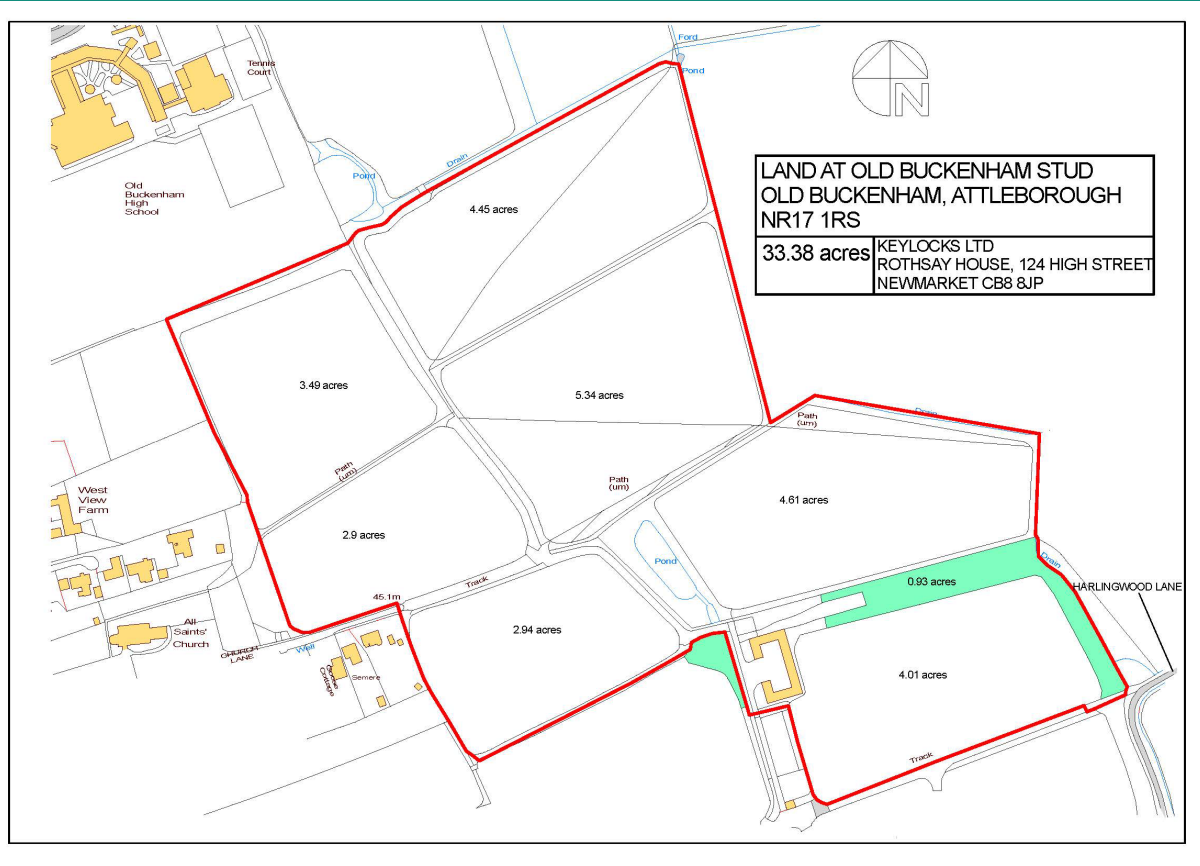 Ford
Pond
Tennis
Court
Drain
Pond
Old
Buckenham
High
School
4.45 acres
N
LAND AT OLD BUCKENHAM STUD
OLD BUCKENHAM, ATTLEBOROUGH
NR17 1RS
33.38 acres
KEYLOCKS LTD
ROTHSAY HOUSE, 124 HIGH STREET
NEWMARKET CB8 8JP
3.49 acres
5.34 acres
Drain
Path
(um)
Path
(um)
Path
(um)
West
View
Farm
4.61 acres
2.9 acres
Pond
Drain
Track
0.93 acres
HARLINGWOOD LANE
45.1m
All
Saints'
Church
2.94 acres
CHURCH
LANE
Well
Semere
Cottage
4.01 acres
Track